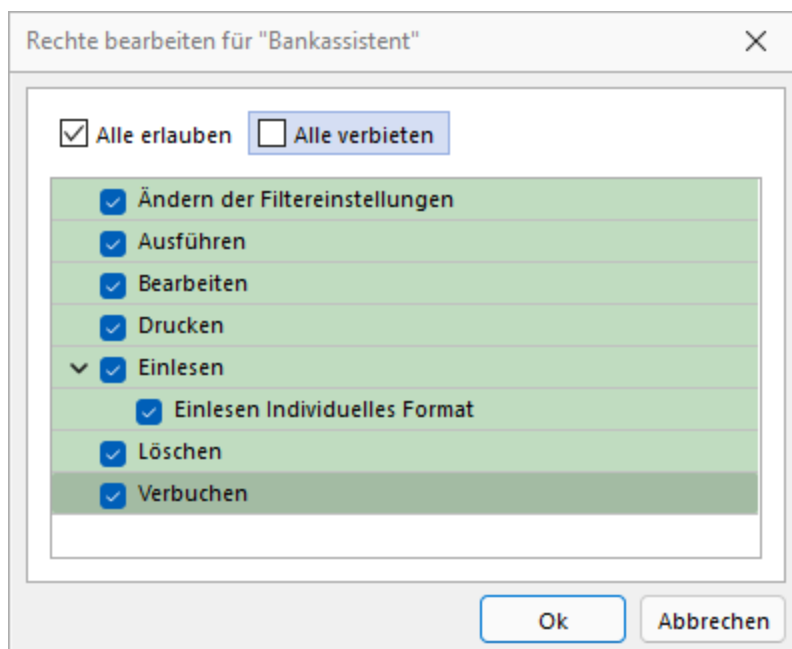 Rechte bearbeiten für "Bankassistent"
Alle erlauben Alle verbieten
Ändern der Filtereinstellungen
Ausführen
Bearbeiten
Drucken
Einlesen
Einlesen Individuelles Format
Löschen
Verbuchen
Ok Abbrechen